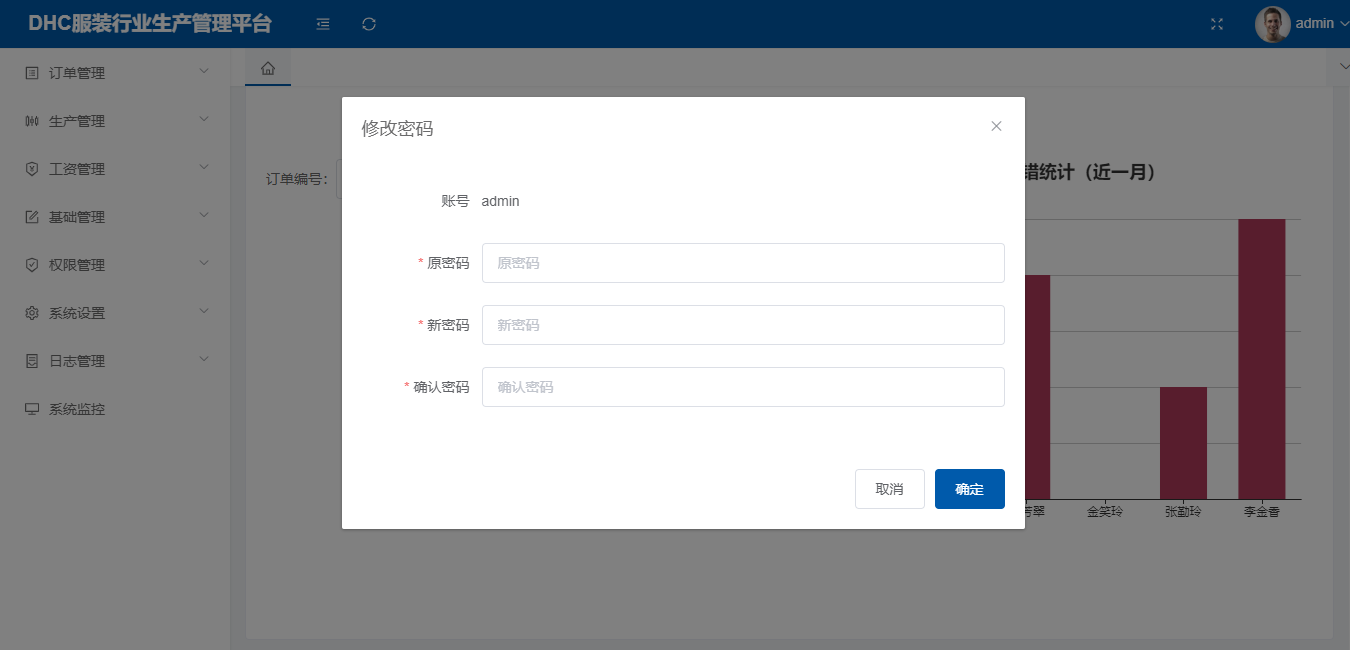 DHC服装行业生产管理平台
admin
订单管理
生产管理
工资管理
基础管理
权限管理
系统设置
日志管理
系统监控
订单编号:
错统计（近一月）
芳翠
金笑玲
张勤玲
李金香
修改密码
账号 admin
* 原密码 原密码
* 新密码 新密码
* 确认密码 确认密码
取消 确定